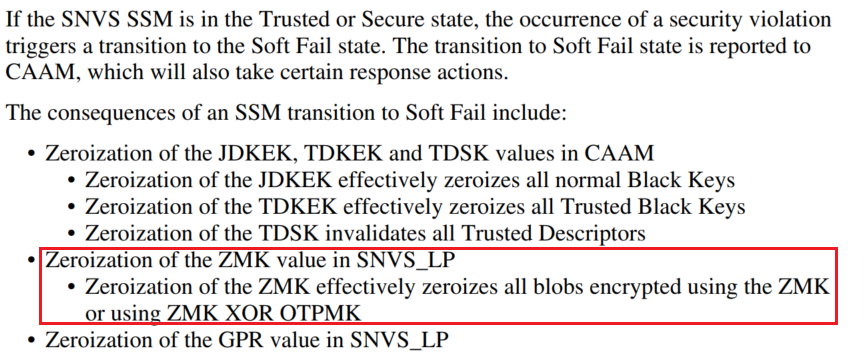 If the SNVS SSM is in the Trusted or Secure state, the occurrence of a security violation
triggers a transition to the Soft Fail state. The transition to Soft Fail state is reported to
CAAM, which will also take certain response actions.
The consequences of an SSM transition to Soft Fail include:
• Zeroization of the JDKEK, TDKEK and TDSK values in CAAM
• Zeroization of the JDKEK effectively zeroizes all normal Black Keys
• Zeroization of the TDKEK effectively zeroizes all Trusted Black Keys
• Zeroization of the TDSK invalidates all Trusted Descriptors
• Zeroization of the ZMK value in SNVS_LP
• Zeroization of the ZMK effectively zeroizes all blobs encrypted using the ZMK
or using ZMK XOR OTPMK
• Zeroization of the GPR value in SNVS_LP